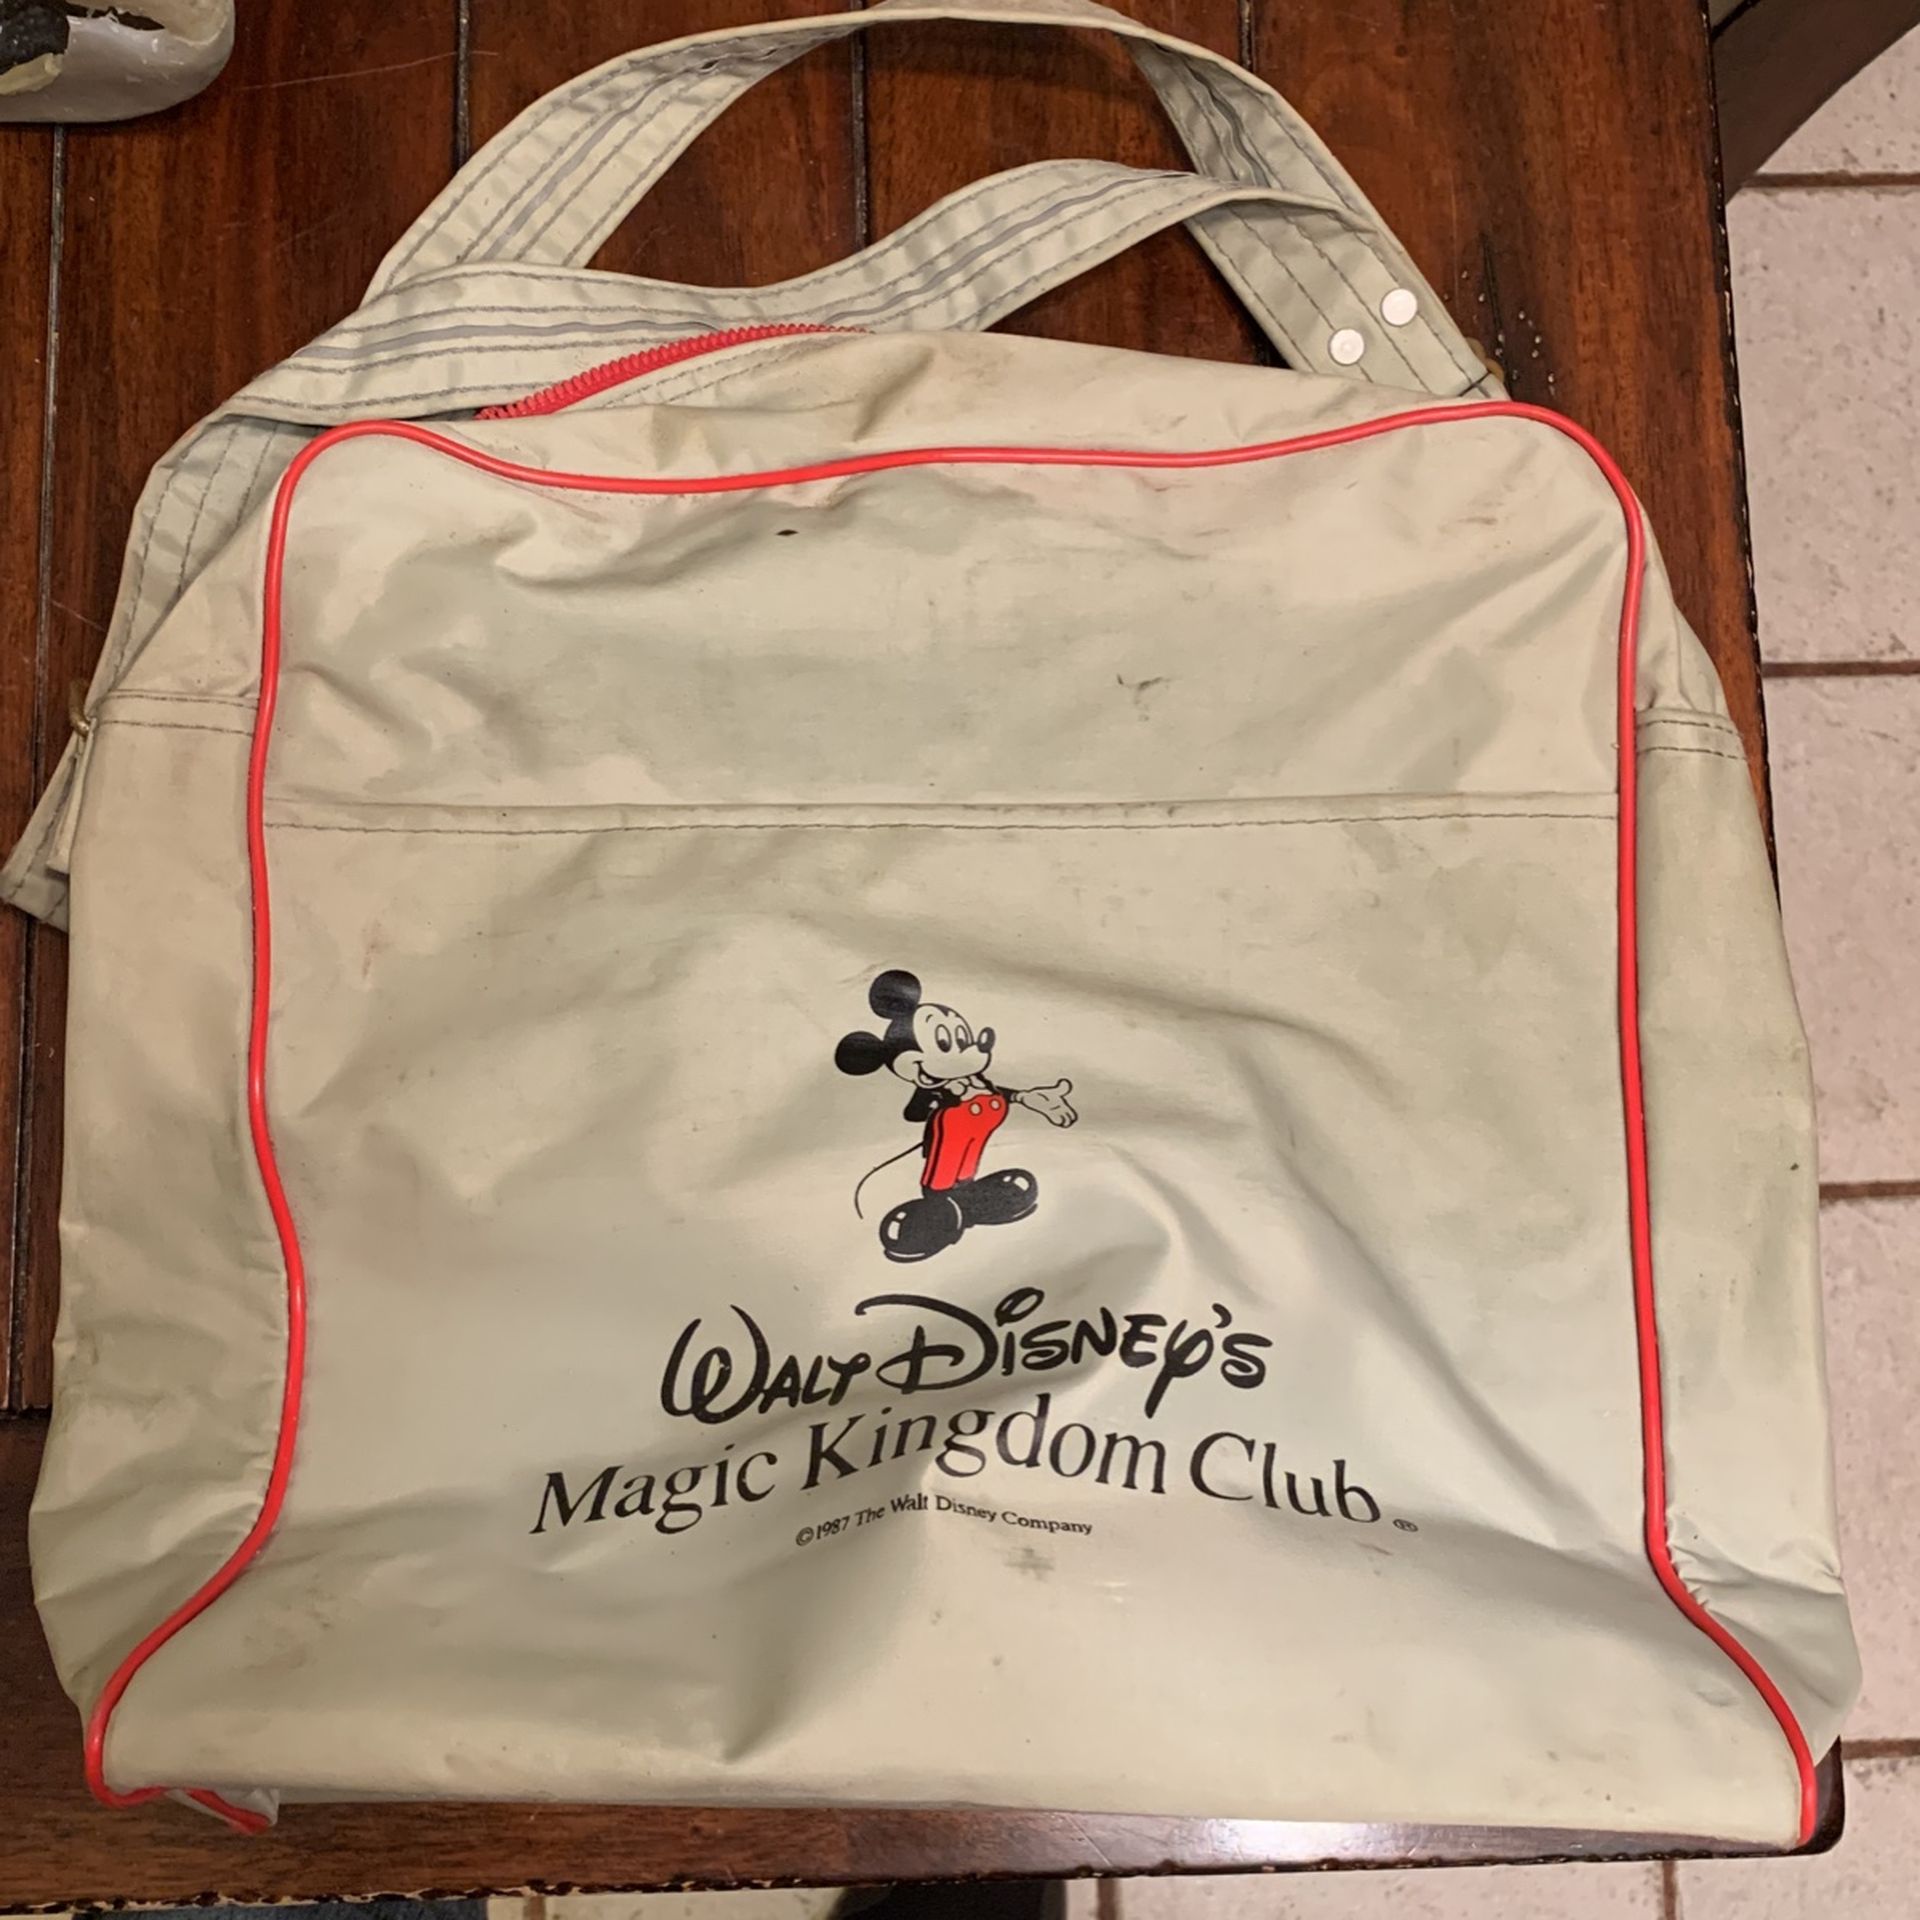 WALT DISNEY'S
Magic Kingdom Club®
©1987 The Walt Disney Company